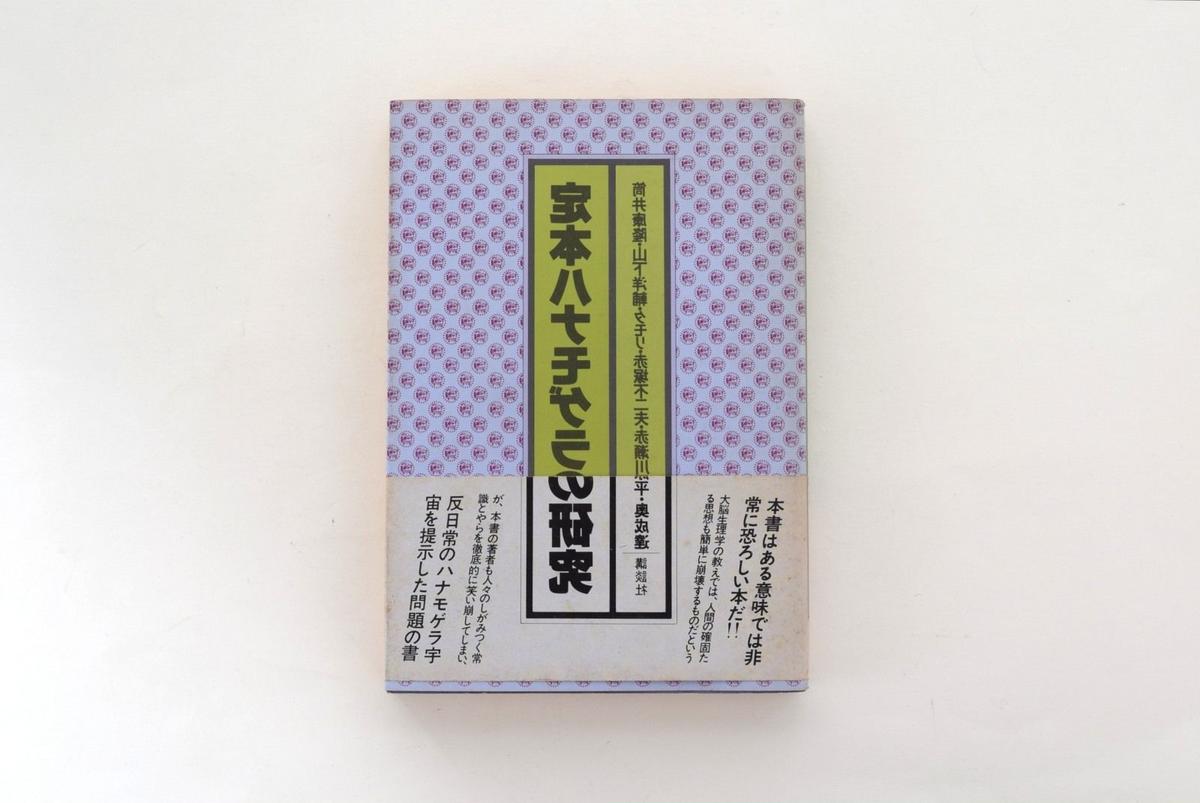 定本ハナモゲラの研究
筒井康隆・山下洋輔・タモリ・赤塚不二夫・赤瀬川原平・奥成達
講談社
本書はある意味では非
常に恐ろしい本だ!!
大脳生理学の教えでは、人間の確固た
る思想も簡単に崩壊するものだという
が、本書の著者も人々のしがみつく常
識とやらを徹底的に笑い崩してしまい、
反日常のハナモゲラ宇
宙を提示した問題の書